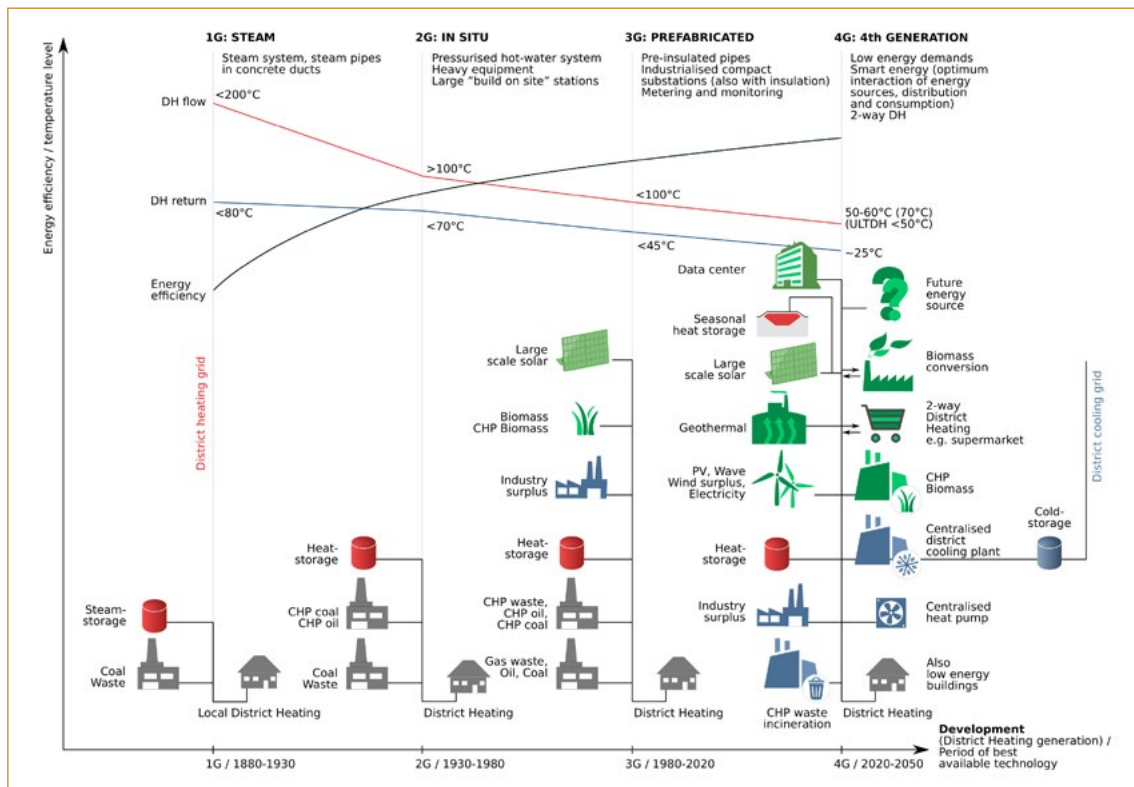 1G: STEAM
Steam system, steam pipes
in concrete ducts
2G: IN SITU
Pressurised hot-water system
Heavy equipment
Large “build on site” stations
3G: PREFABRICATED
Pre-insulated pipes
Industrialised compact
substations (also with insulation)
Metering and monitoring
4G: 4th GENERATION
Low energy demands
Smart energy (optimum
interaction of energy
sources, distribution
and consumption)
2-way DH
Energy efficiency / temperature level
DH flow
<200°C
>100°C
<100°C
50-60°C (70°C)
(ULTDH <50°C)
DH return
<80°C
<70°C
<45°C
~25°C
Energy
efficiency
District heating grid
Steam-
storage
Coal
Waste
Local District Heating
Heat-
storage
CHP coal
CHP oil
Coal
Waste
District Heating
Large
scale solar
Biomass
CHP Biomass
Industry
surplus
Heat-
storage
CHP waste,
CHP oil,
CHP coal
Gas waste,
Oil, Coal
District Heating
Data center
Seasonal
heat storage
Large
scale solar
Geothermal
PV, Wave
Wind surplus,
Electricity
Heat-
storage
Industry
surplus
CHP waste
incineration
Future
energy
source
Biomass
conversion
2-way
District
Heating
e.g. supermarket
CHP
Biomass
Centralised
district
cooling plant
Centralised
heat pump
Also
low energy
buildings
District Heating
Cold-
storage
District cooling grid
1G / 1880-1930
2G / 1930-1980
3G / 1980-2020
4G / 2020-2050
Development
(District Heating generation) /
Period of best
available technology